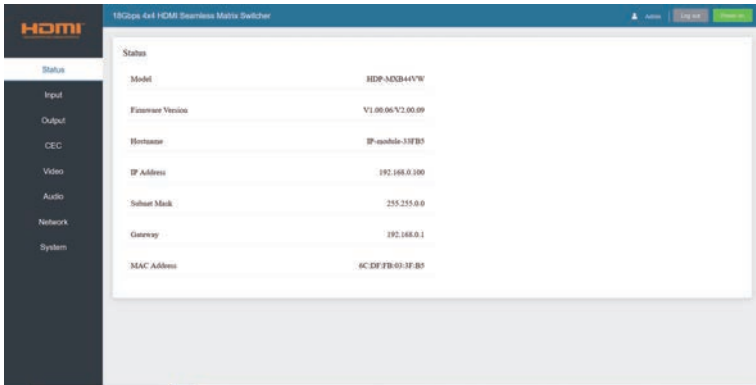 HDMI
18Gbps 4x4 HDMI Seamless Matrix Switcher
Admin
Log out
Power on
Status
Input
Output
CEC
Video
Audio
Network
System
Status
Model HDP-MXB44VW
Firmware Version V1.00.06/V2.00.09
Hostname IP-module-33FB5
IP Address 192.168.0.100
Subnet Mask 255.255.0.0
Gateway 192.168.0.1
MAC Address 6C:DF:FB:03:3F:B5